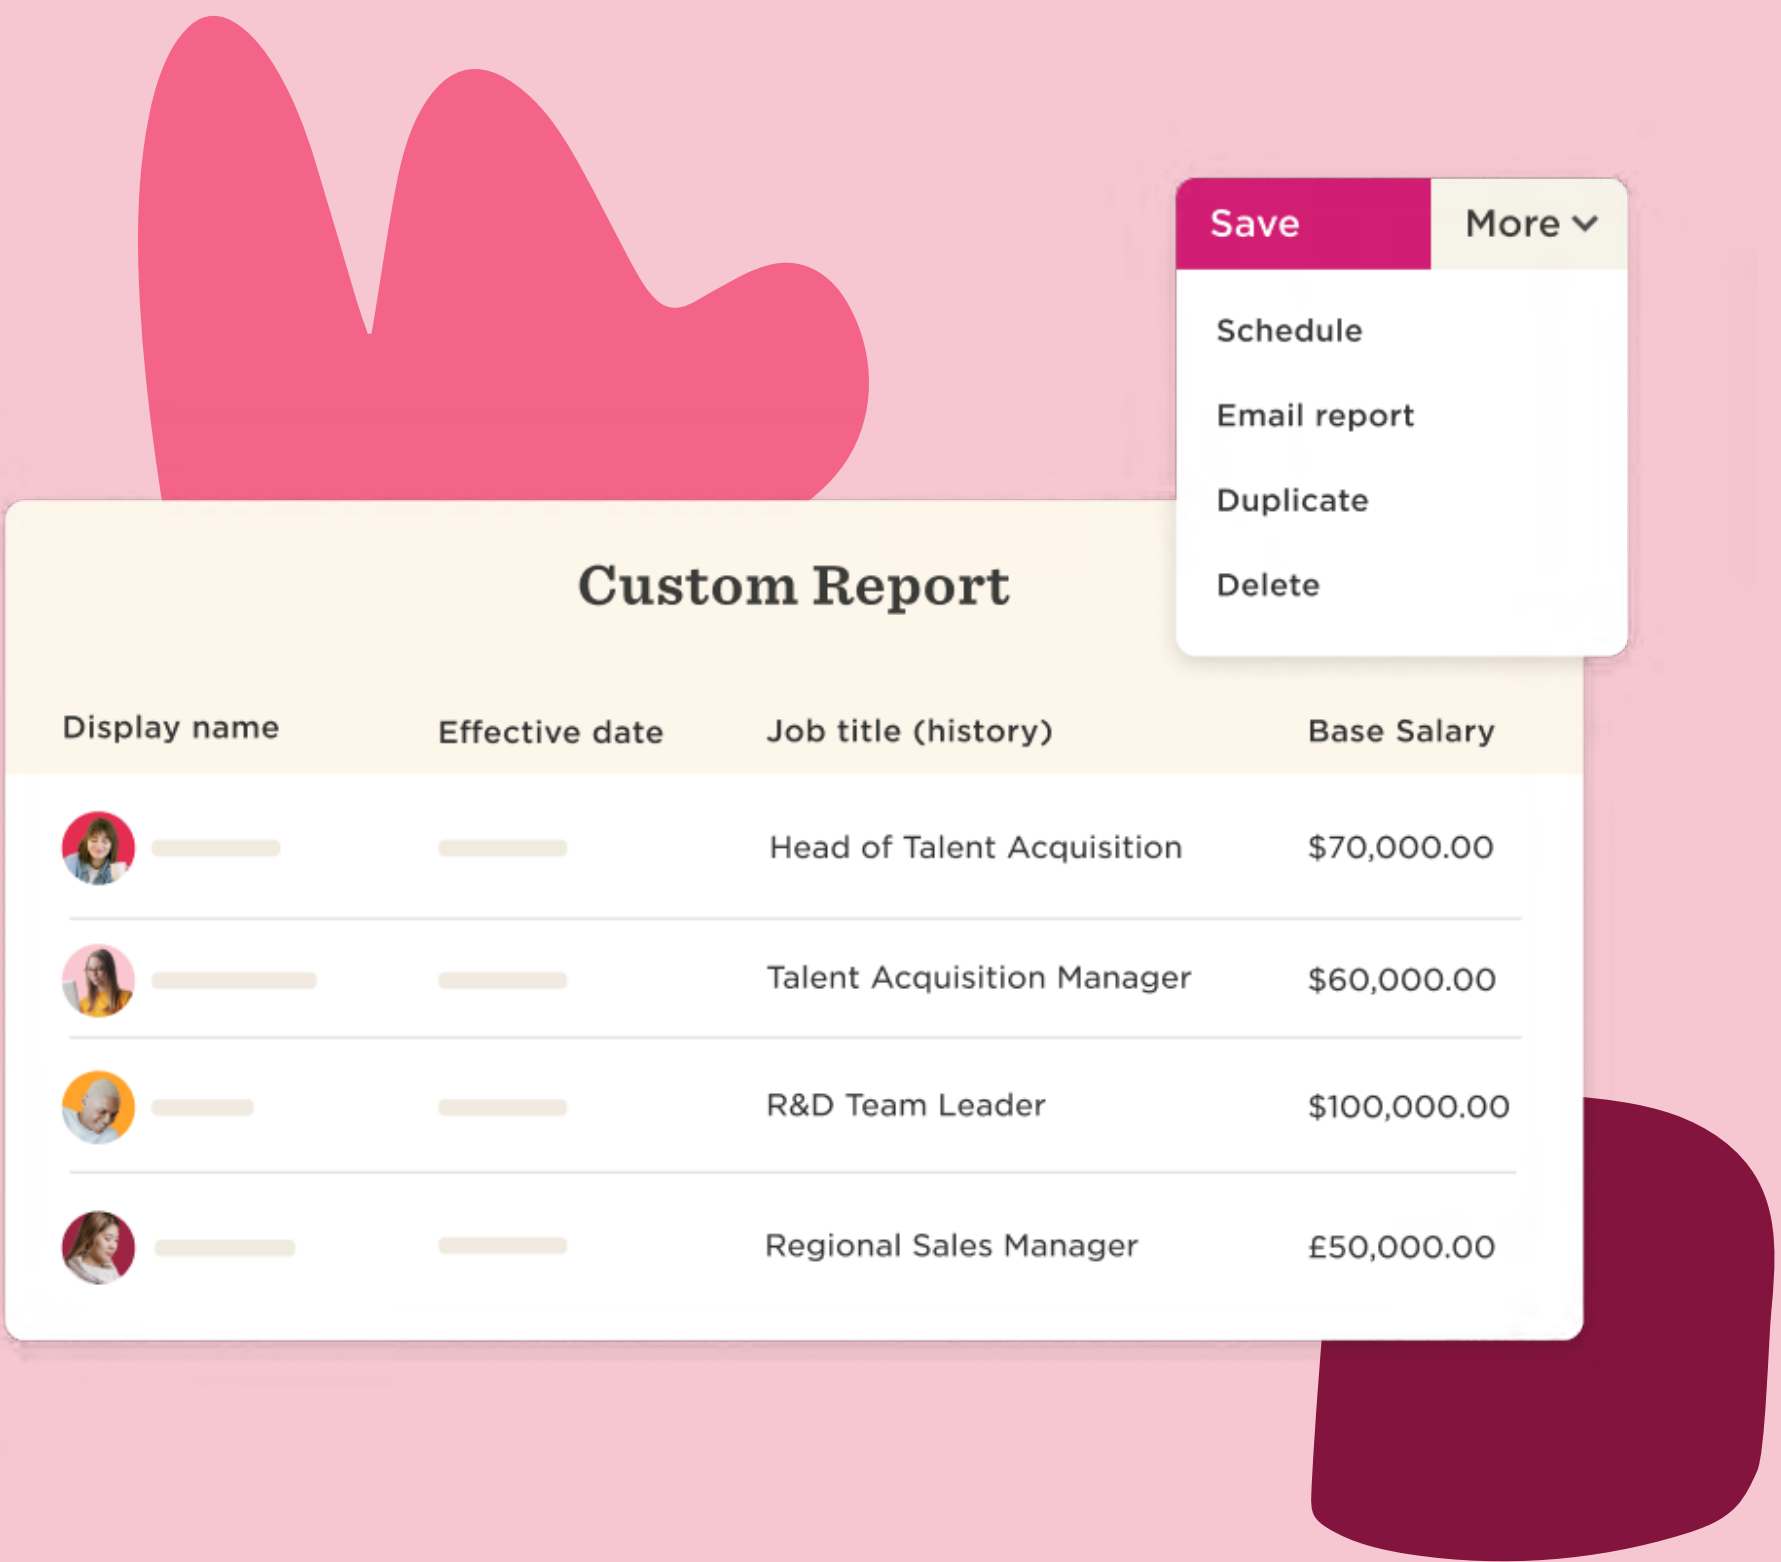 Save
More
Schedule
Email report
Duplicate
Delete
Custom Report
Display name Effective date Job title (history) Base Salary
Head of Talent Acquisition $70,000.00
Talent Acquisition Manager $60,000.00
R&D Team Leader $100,000.00
Regional Sales Manager £50,000.00